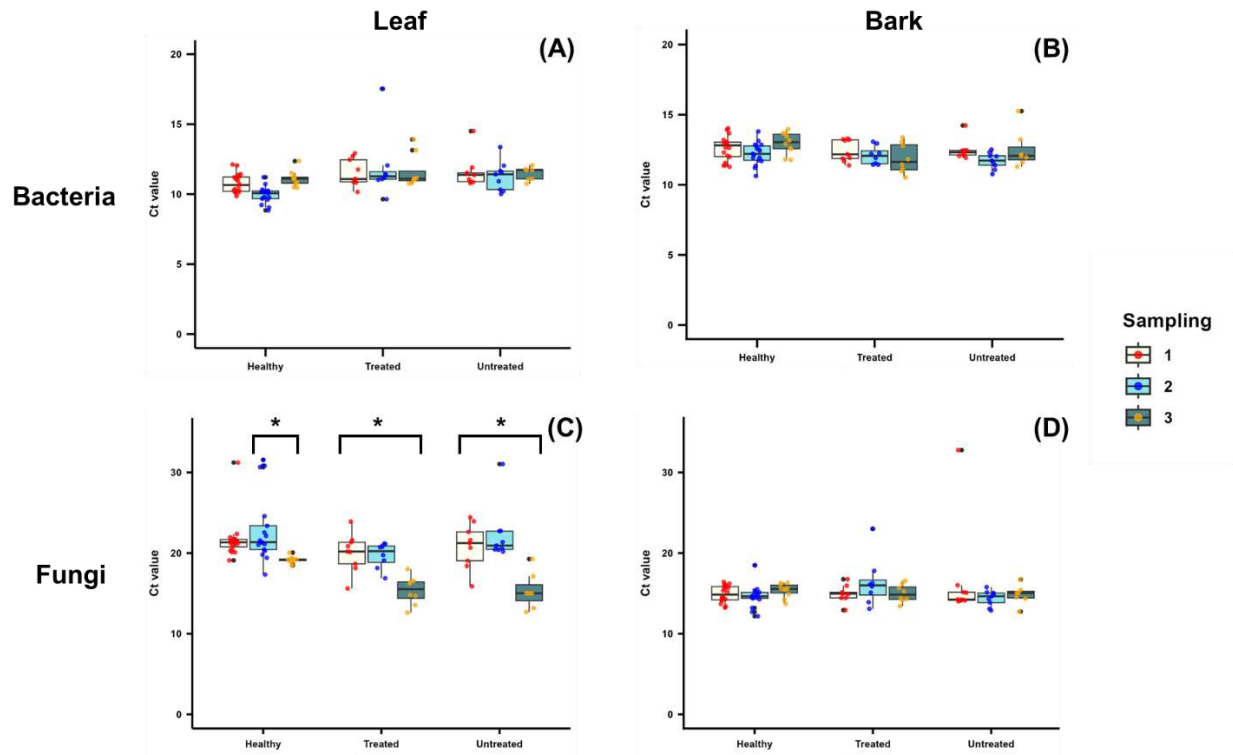 Leaf
Bark
Bacteria
(A)
20
15
10
5
0
Ct value
Healthy
Treated
Untreated
(B)
20
15
10
5
0
Ct value
Healthy
Treated
Untreated
Sampling
1
2
3
Fungi
(C)
* * *
30
20
10
0
Ct value
Healthy
Treated
Untreated
(D)
30
20
10
0
Ct value
Healthy
Treated
Untreated